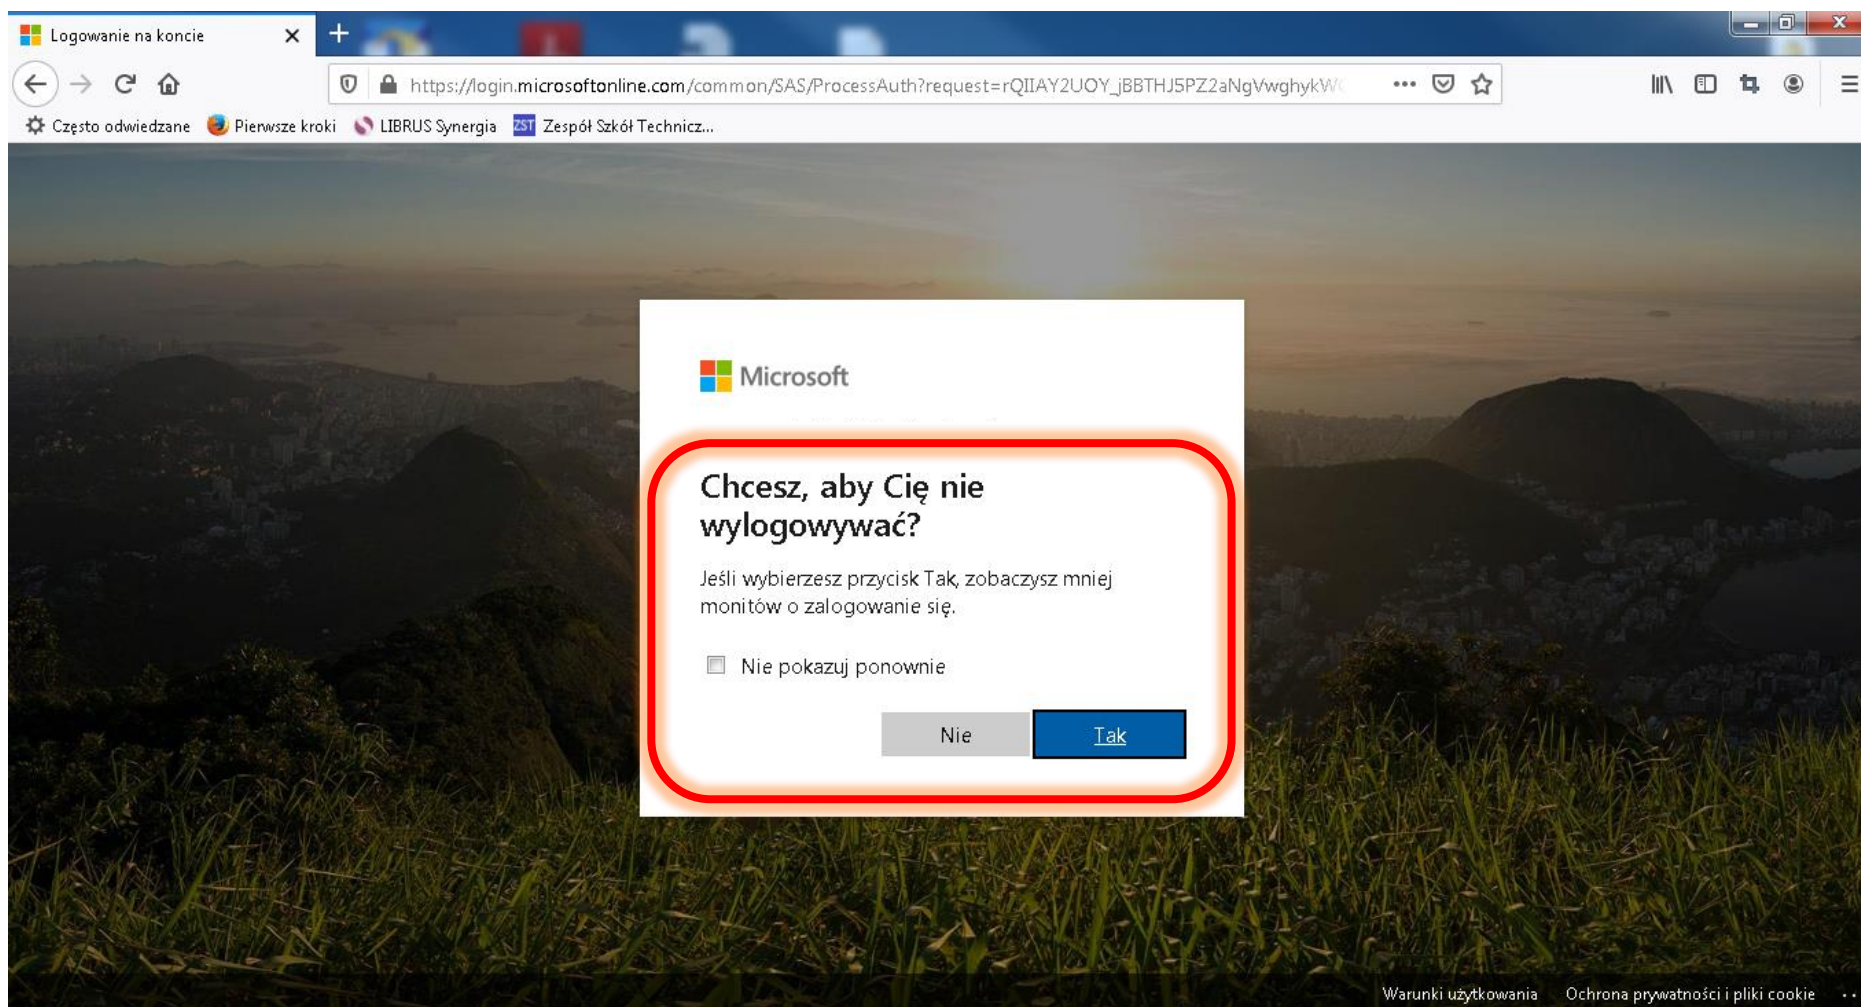 Logowanie na koncie
https://login.microsoftonline.com/common/SAS/ProcessAuth?request=rQIIAY2UOY_jBBTHJ5PZ2aNgVwghykW
Często odwiedzane Pierwsze kroki LIBRUS Synergia ZST Zespół Szkół Technicz...
Microsoft
Chcesz, aby Cię nie
wylogowywać?
Jeśli wybierzesz przycisk Tak, zobaczysz mniej
monitów o zalogowanie się.
Nie pokazuj ponownie
Nie Tak
Warunki użytkowania Ochrona prywatności i pliki cookie